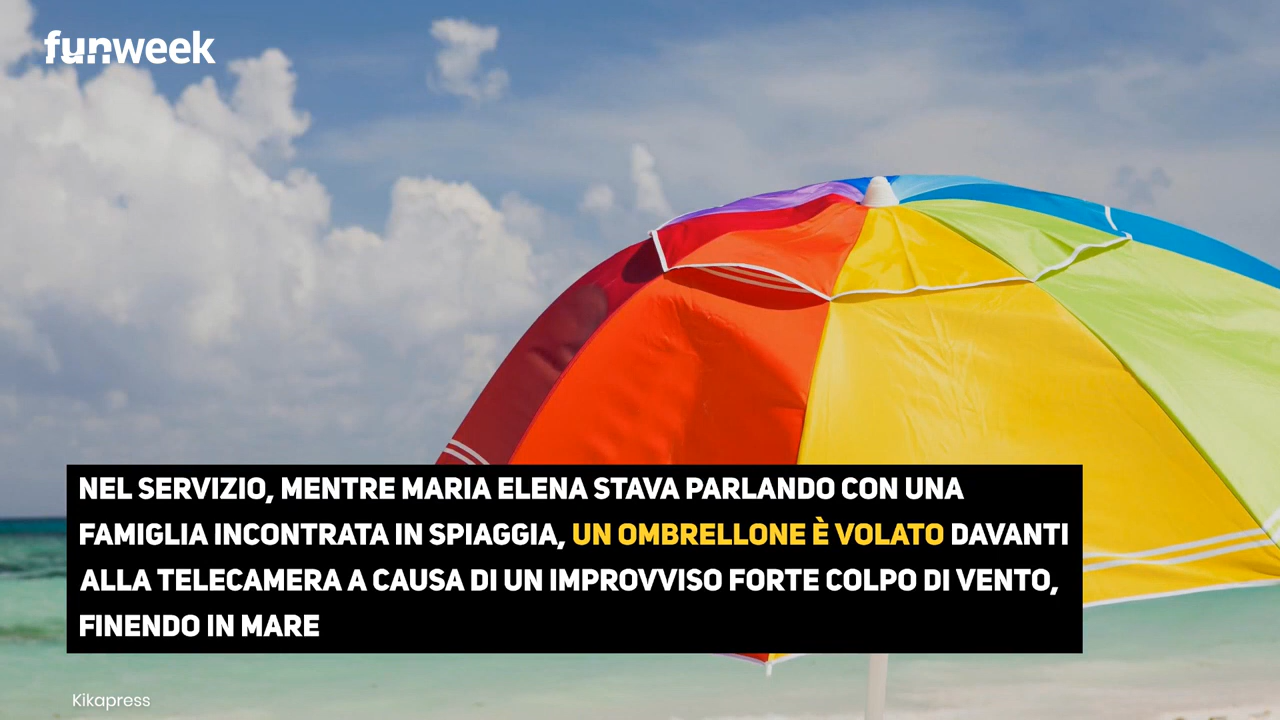 funweek
NEL SERVIZIO, MENTRE MARIA ELENA STAVA PARLANDO CON UNA
FAMIGLIA INCONTRATA IN SPIAGGIA, UN OMBRELLONE È VOLATO DAVANTI
ALLA TELECAMERA A CAUSA DI UN IMPROVVISO FORTE COLPO DI VENTO,
FINENDO IN MARE
Kikapress